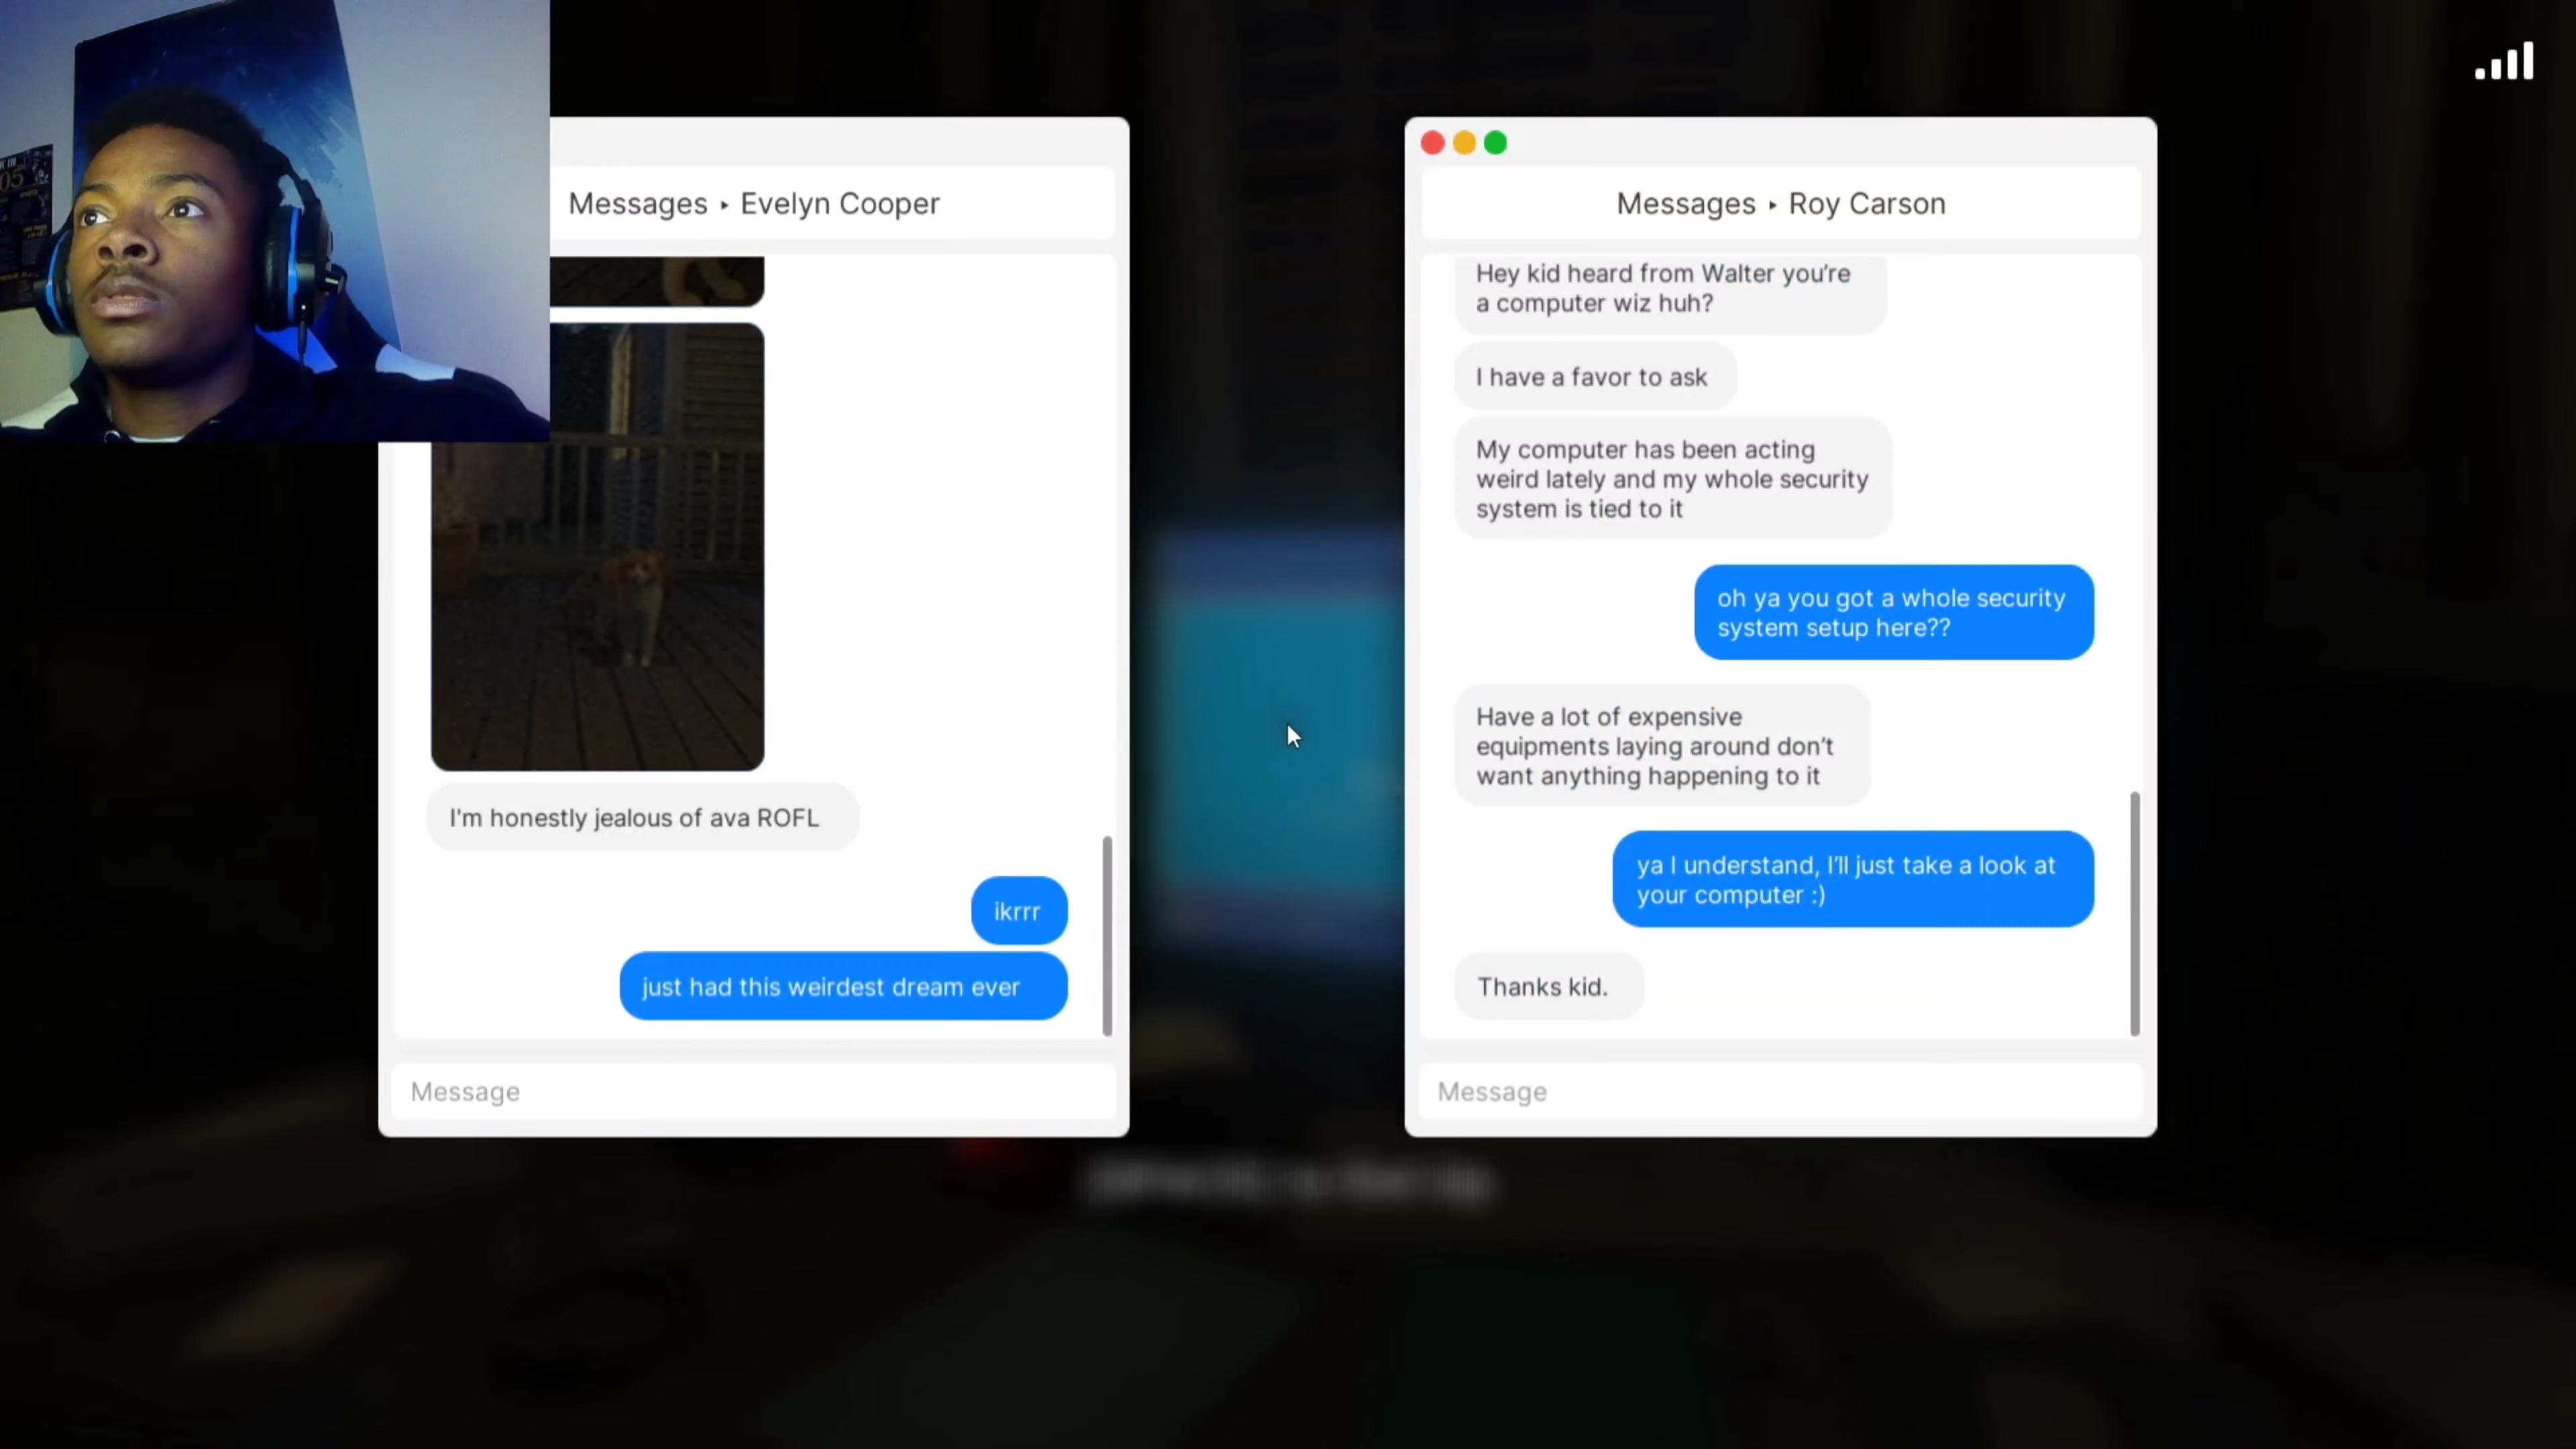 Messages ▸ Evelyn Cooper
I'm honestly jealous of ava ROFL
ikrrr
just had this weirdest dream ever
Message
Messages ▸ Roy Carson
Hey kid heard from Walter you're
a computer wiz huh?
I have a favor to ask
My computer has been acting
weird lately and my whole security
system is tied to it
oh ya you got a whole security
system setup here??
Have a lot of expensive
equipments laying around don't
want anything happening to it
ya I understand, I'll just take a look at
your computer :)
Thanks kid.
Message
05